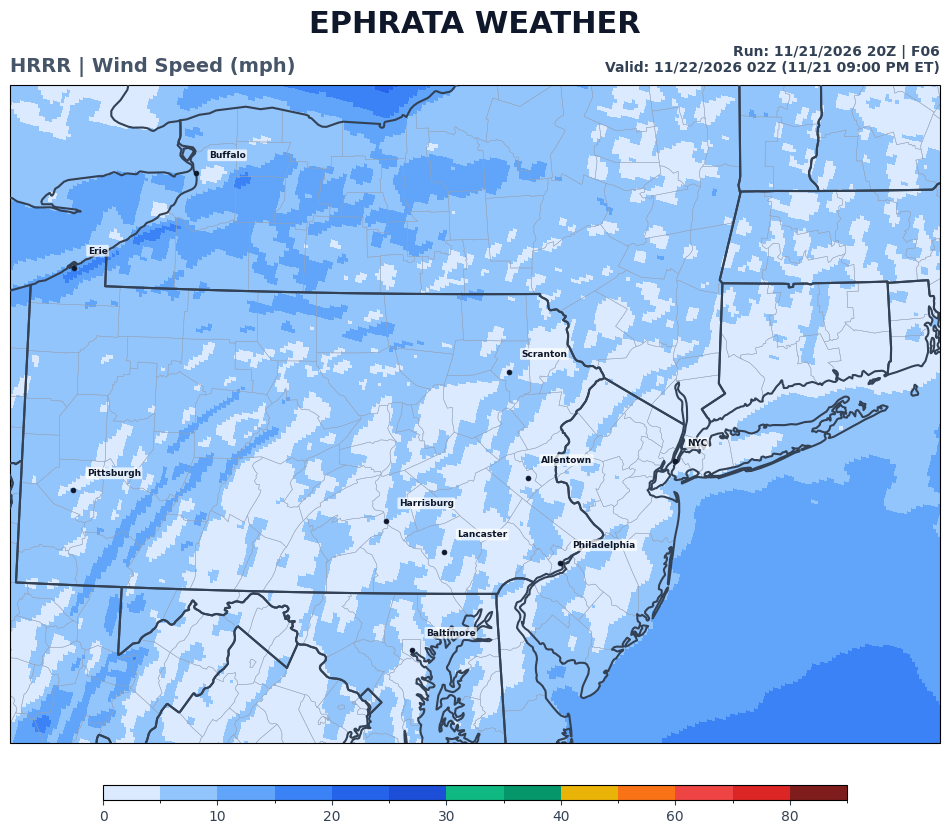 EPHRATA WEATHER
HRRR | Wind Speed (mph)
Run: 11/21/2026 20Z | F06
Valid: 11/22/2026 02Z (11/21 09:00 PM ET)
Buffalo
Erie
Scranton
NYC
Allentown
Pittsburgh
Harrisburg
Lancaster
Philadelphia
Baltimore
0 10 20 30 40 60 80